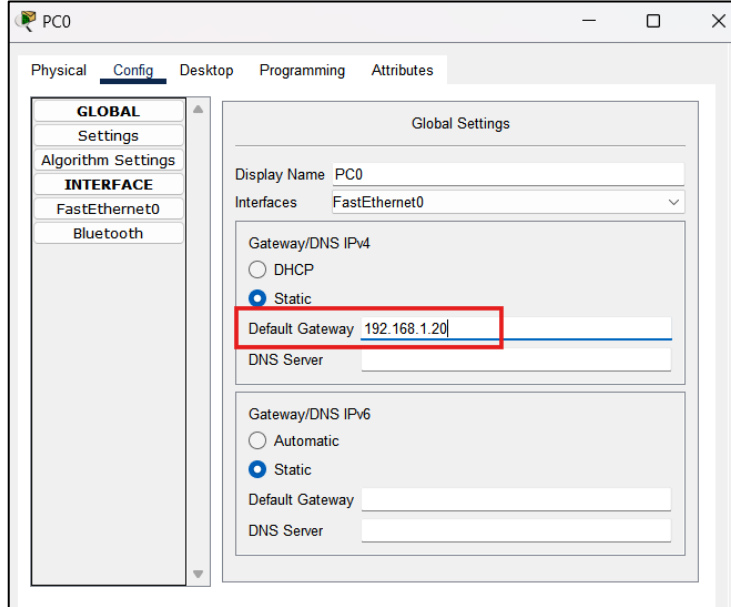 PC0
Physical Config Desktop Programming Attributes
GLOBAL
Settings
Algorithm Settings
INTERFACE
FastEthernet0
Bluetooth
Global Settings
Display Name PC0
Interfaces FastEthernet0
Gateway/DNS IPv4
DHCP
Static
Default Gateway 192.168.1.20
DNS Server
Gateway/DNS IPv6
Automatic
Static
Default Gateway
DNS Server